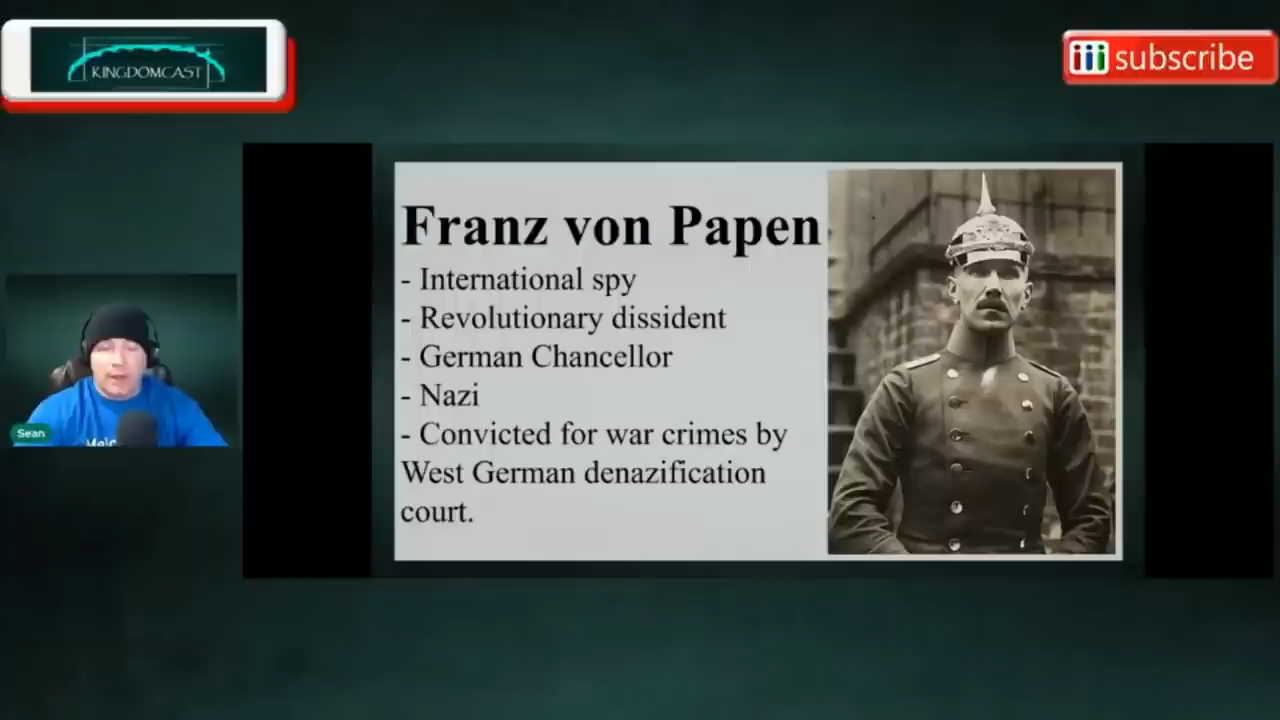 KINGDOMCAST
subscribe
Franz von Papen
- International spy
- Revolutionary dissident
- German Chancellor
- Nazi
- Convicted for war crimes by
West German denazification
court.
Sean